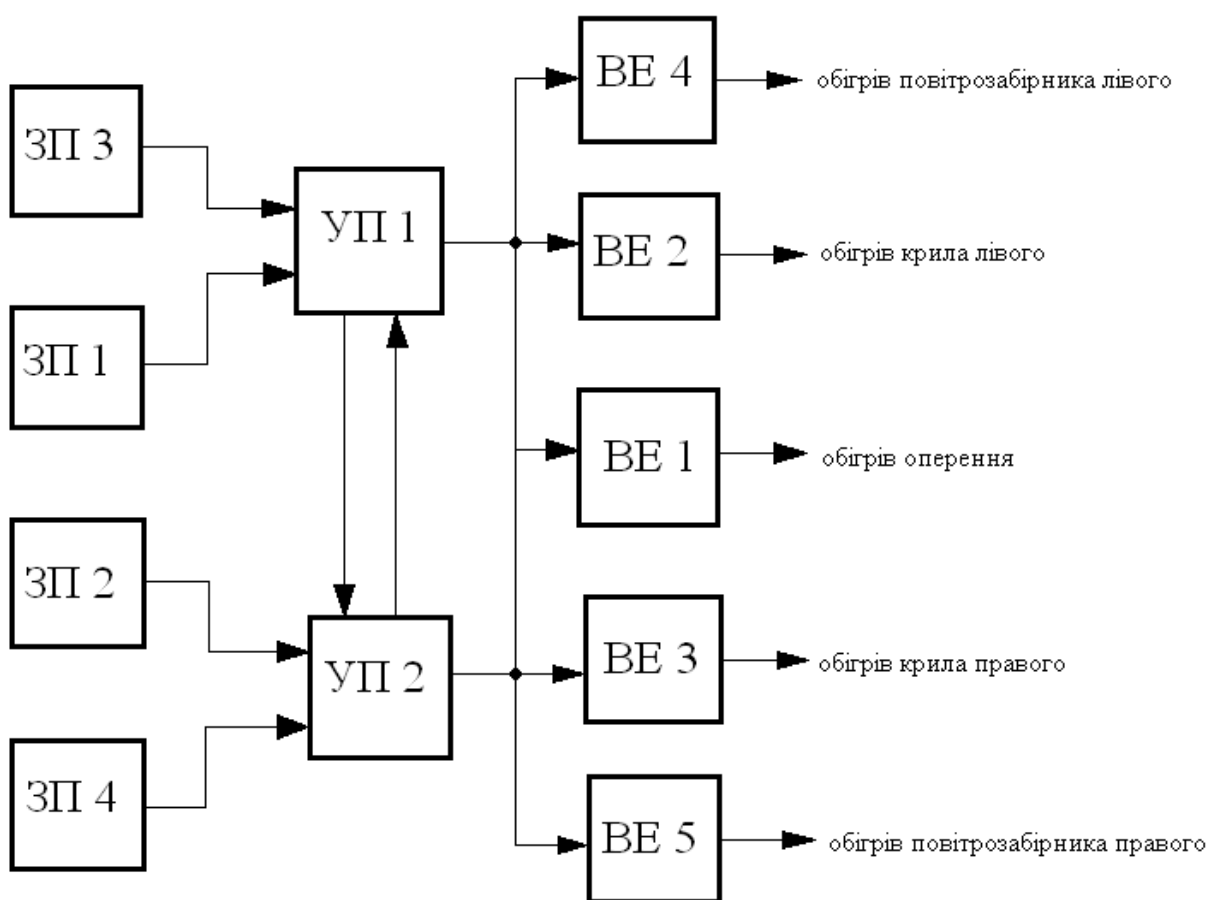 ВЕ 4
обігрів повітрозабірника лівого
ЗП 3
УП 1
ВЕ 2
обігрів крила лівого
ЗП 1
ВЕ 1
обігрів оперення
ЗП 2
УП 2
ВЕ 3
обігрів крила правого
ЗП 4
ВЕ 5
обігрів повітрозабірника правого